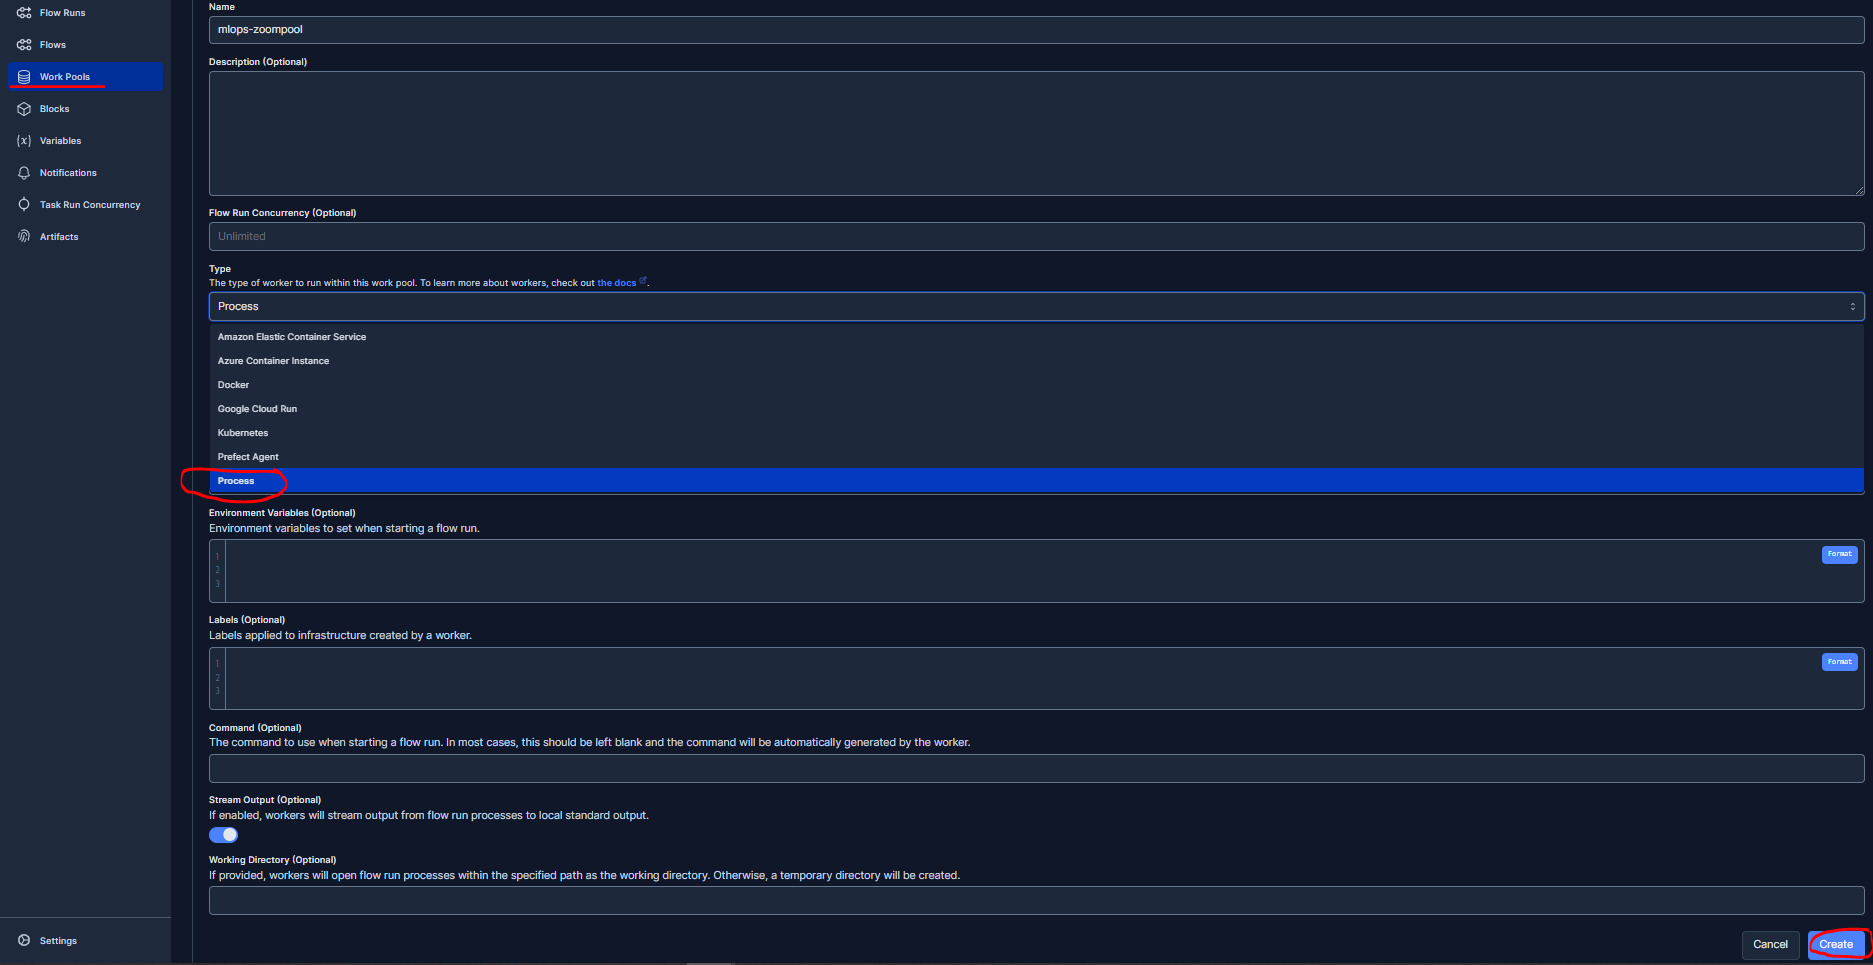 Flow Runs
Flows
Work Pools
Blocks
Variables
Notifications
Task Run Concurrency
Artifacts
Settings
Name
mlops-zoompool
Description (Optional)
Flow Run Concurrency (Optional)
Unlimited
Type
The type of worker to run within this work pool. To learn more about workers, check out the docs.
Process
Amazon Elastic Container Service
Azure Container Instance
Docker
Google Cloud Run
Kubernetes
Prefect Agent
Process
Environment Variables (Optional)
Environment variables to set when starting a flow run.
1
2
3
Format
Labels (Optional)
Labels applied to infrastructure created by a worker.
1
2
3
Format
Command (Optional)
The command to use when starting a flow run. In most cases, this should be left blank and the command will be automatically generated by the worker.
Stream Output (Optional)
If enabled, workers will stream output from flow run processes to local standard output.
Working Directory (Optional)
If provided, workers will open flow run processes within the specified path as the working directory. Otherwise, a temporary directory will be created.
Cancel
Create